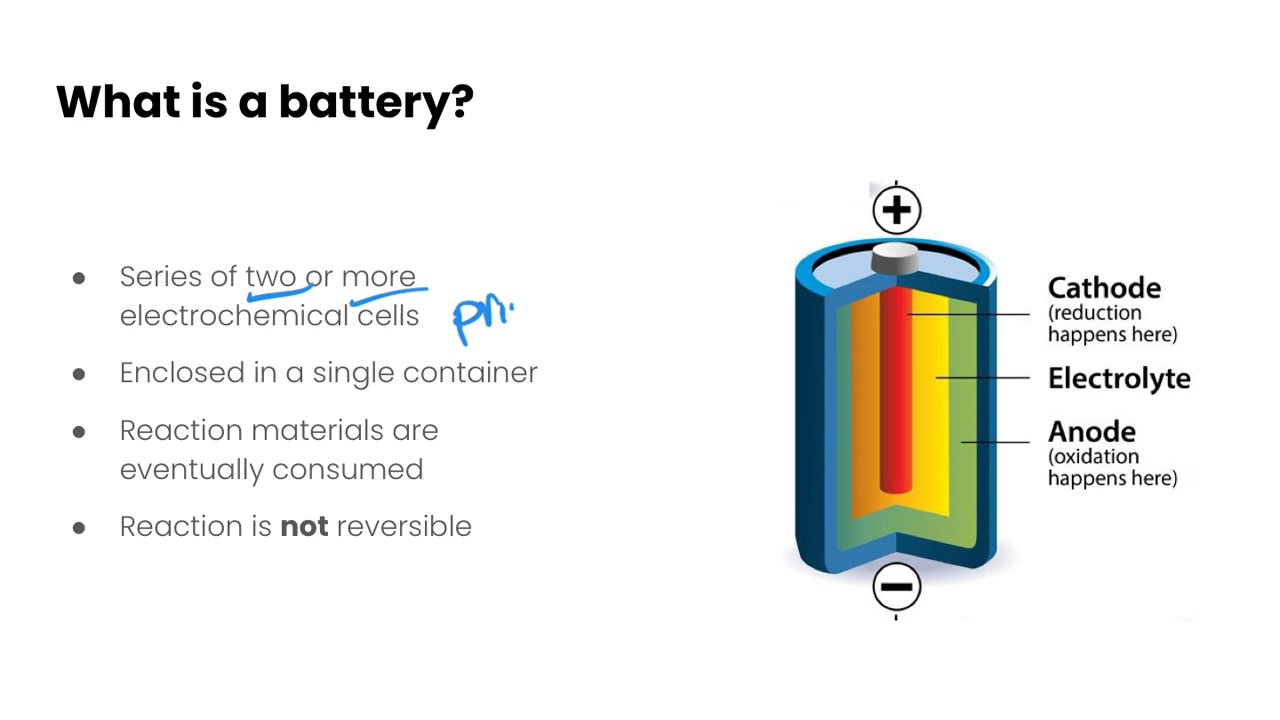 What is a battery?
● Series of two or more
electrochemical cells
pri
● Enclosed in a single container
● Reaction materials are
eventually consumed
● Reaction is not reversible
+
Cathode
(reduction
happens here)
Electrolyte
Anode
(oxidation
happens here)
−